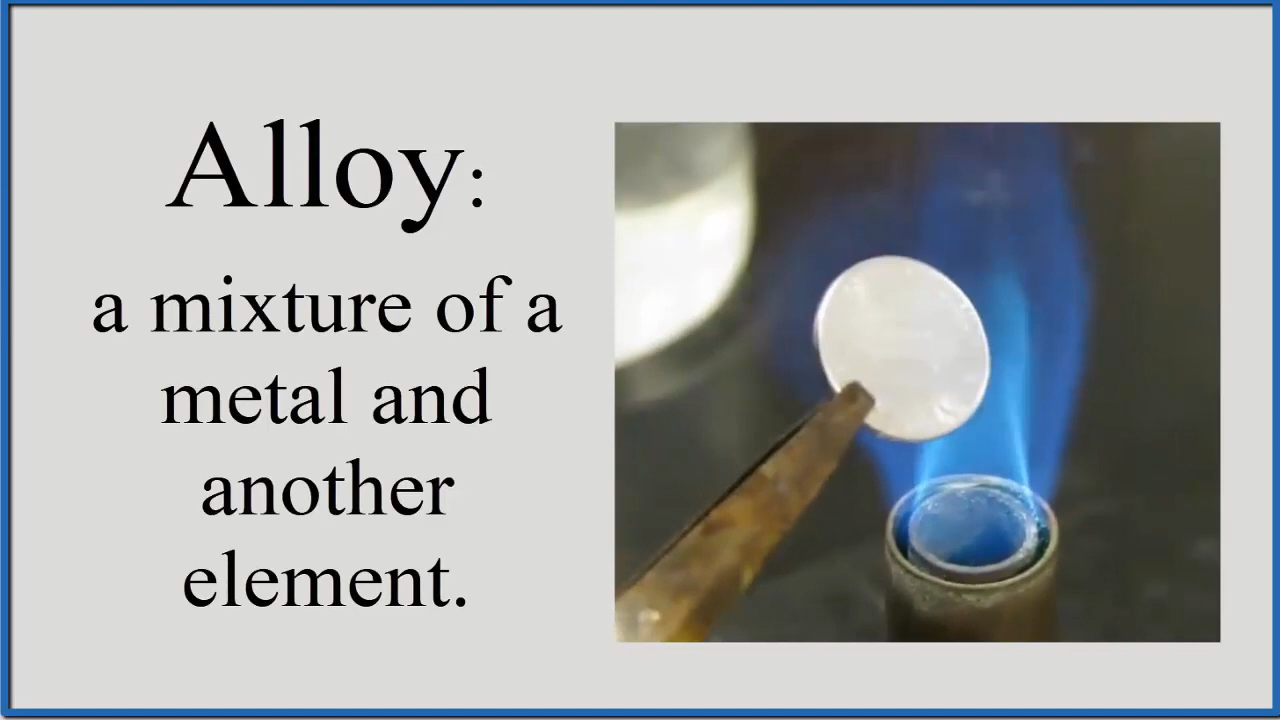 Alloy:
a mixture of a
metal and
another
element.